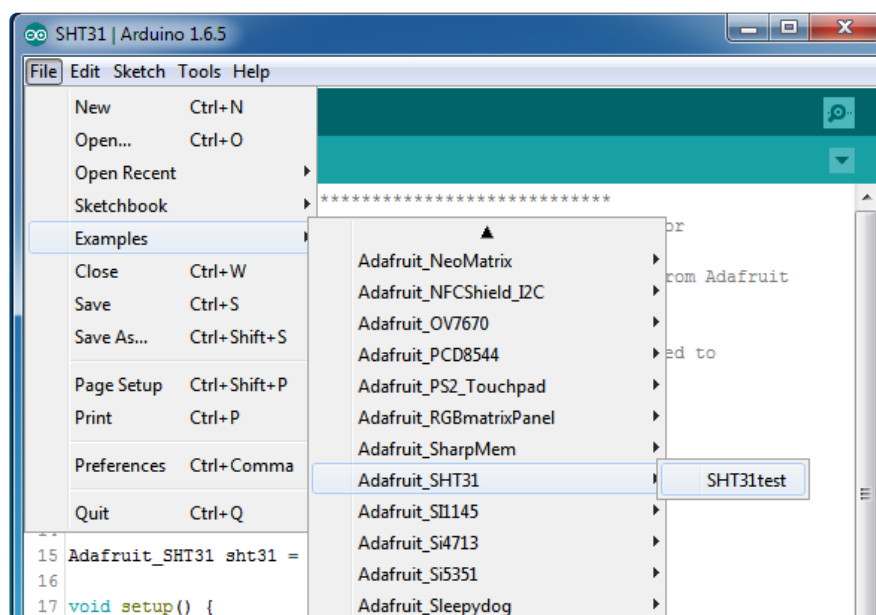 SHT31 | Arduino 1.6.5
File Edit Sketch Tools Help
New Ctrl+N
Open... Ctrl+O
Open Recent
Sketchbook
Examples
Close Ctrl+W
Save Ctrl+S
Save As... Ctrl+Shift+S
Page Setup Ctrl+Shift+P
Print Ctrl+P
Preferences Ctrl+Comma
Quit Ctrl+Q
****************************
or
rom Adafruit
ed to
Adafruit_NeoMatrix
Adafruit_NFCShield_I2C
Adafruit_OV7670
Adafruit_PCD8544
Adafruit_PS2_Touchpad
Adafruit_RGBmatrixPanel
Adafruit_SharpMem
Adafruit_SHT31
Adafruit_SI1145
Adafruit_Si4713
Adafruit_Si5351
Adafruit_Sleepydog
SHT31test
15 Adafruit_SHT31 sht31 =
16
17 void setup() {